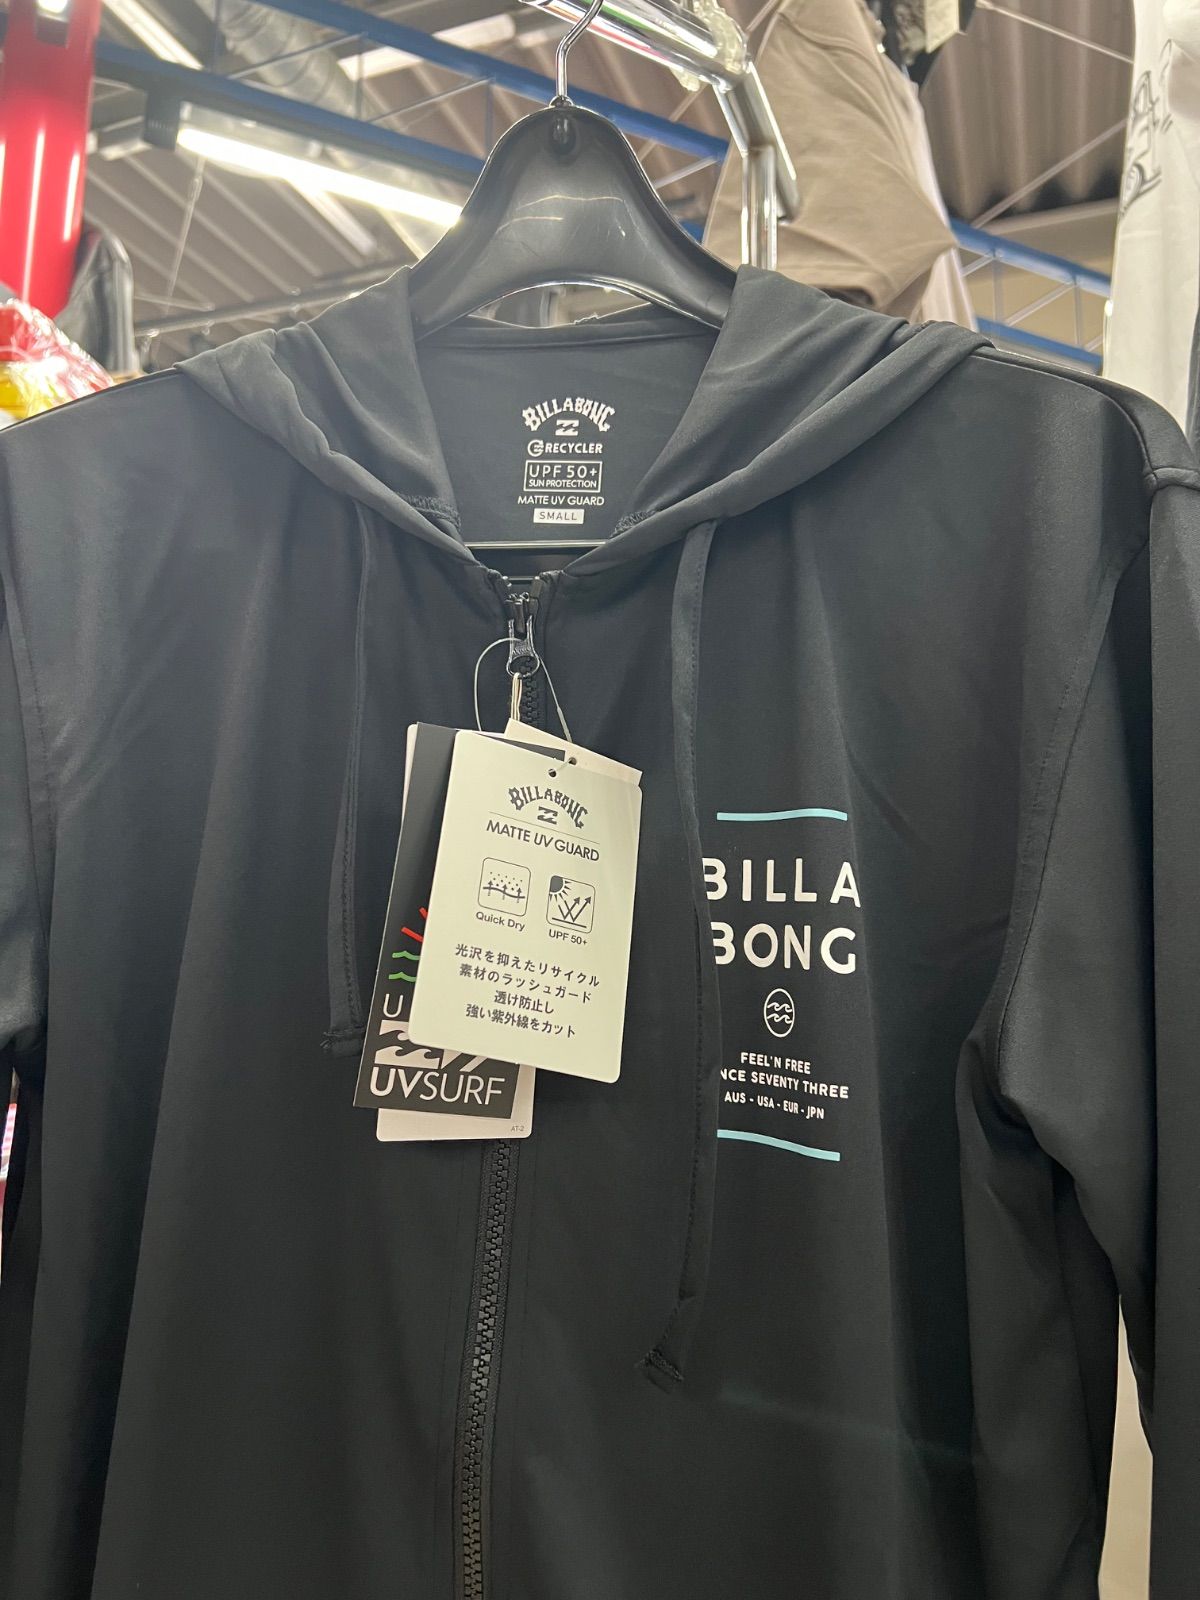 BILLABONG
RECYCLER
UPF 50+
SUN PROTECTION
MATTE UV GUARD
SMALL
BILLABONG
MATTE UV GUARD
Quick Dry
UPF 50+
光沢を抑えたリサイクル
素材のラッシュガード
透け防止し
強い紫外線をカット
UVSURF
AT-2
BILLA
BONG
FEEL'N FREE
SEVENTY THREE
AUS - USA - EUR - JPN